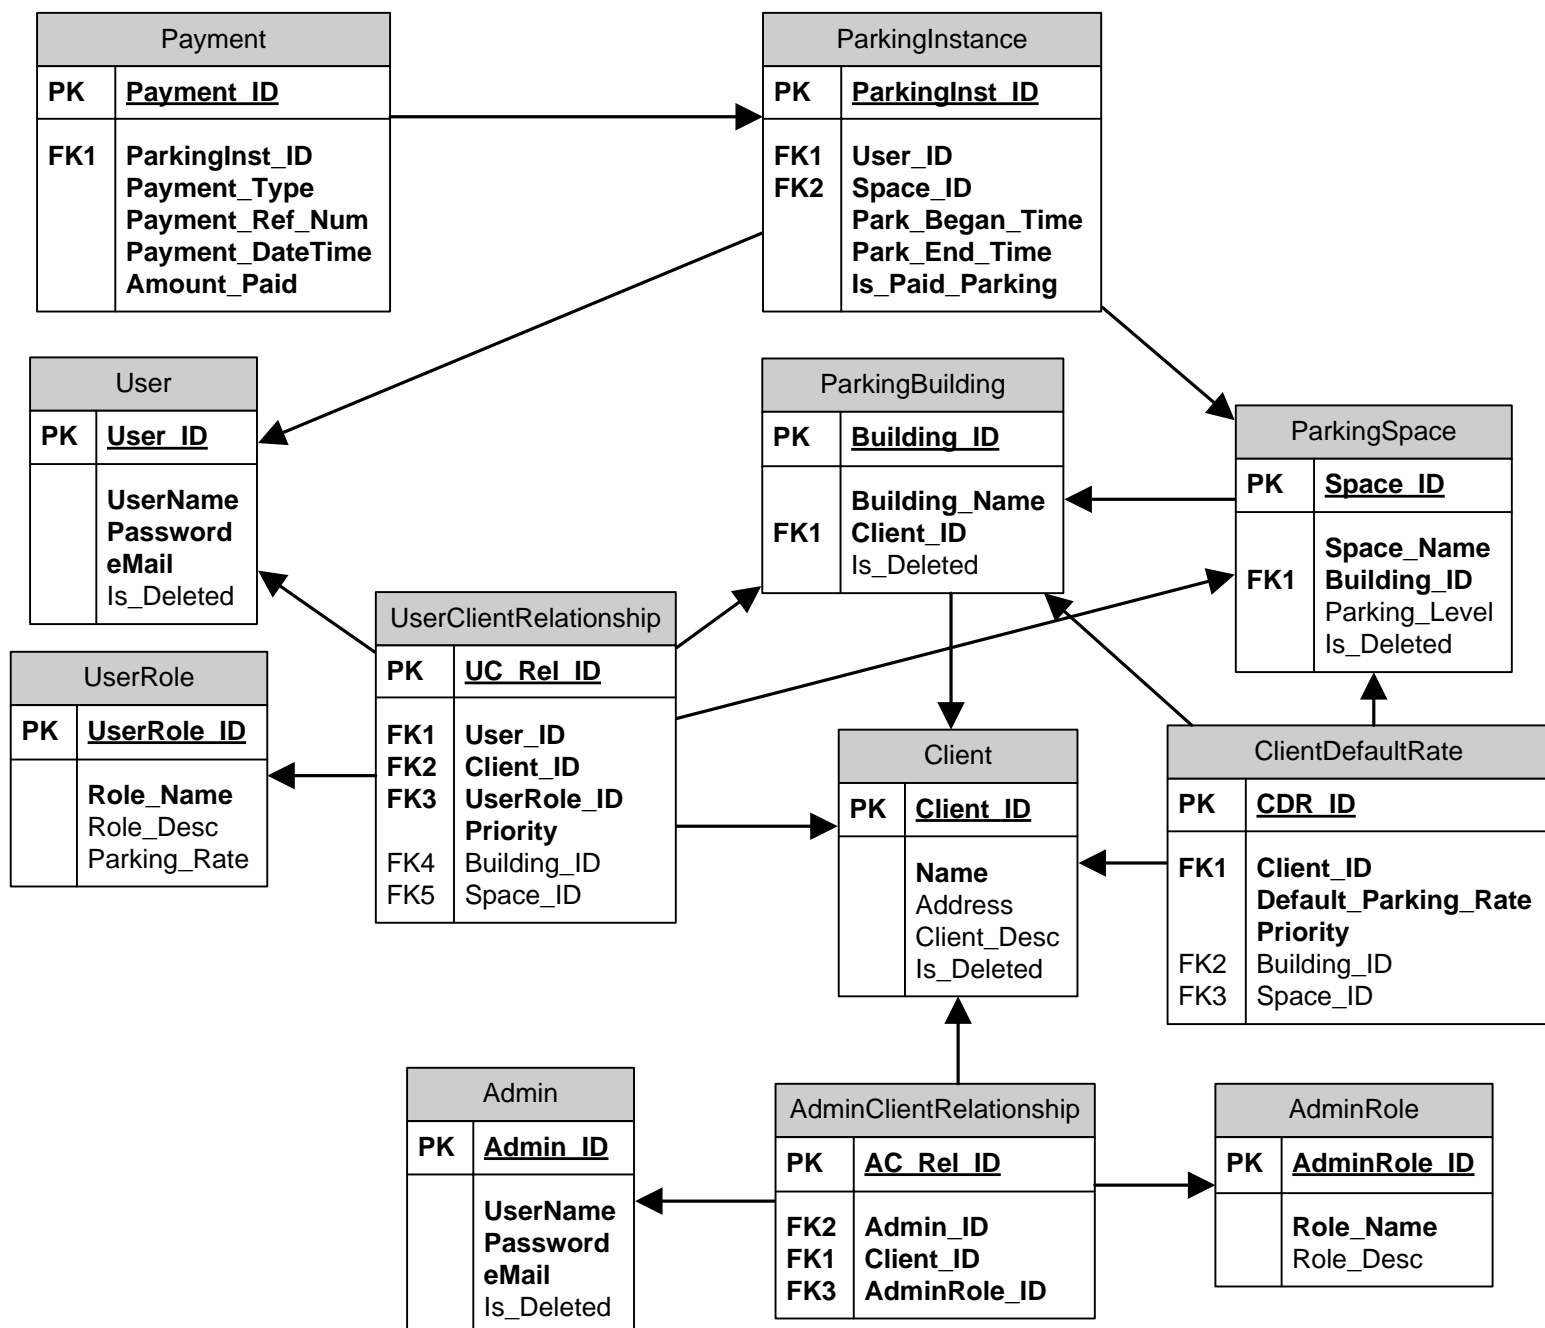 Payment
PK Payment_ID
FK1 ParkingInst_ID
Payment_Type
Payment_Ref_Num
Payment_DateTime
Amount_Paid
ParkingInstance
PK ParkingInst_ID
FK1 User_ID
FK2 Space_ID
Park_Began_Time
Park_End_Time
Is_Paid_Parking
User
PK User_ID
UserName
Password
eMail
Is_Deleted
ParkingBuilding
PK Building_ID
Building_Name
FK1 Client_ID
Is_Deleted
ParkingSpace
PK Space_ID
Space_Name
FK1 Building_ID
Parking_Level
Is_Deleted
UserRole
PK UserRole_ID
Role_Name
Role_Desc
Parking_Rate
UserClientRelationship
PK UC_Rel_ID
FK1 User_ID
FK2 Client_ID
FK3 UserRole_ID
Priority
FK4 Building_ID
FK5 Space_ID
Client
PK Client_ID
Name
Address
Client_Desc
Is_Deleted
ClientDefaultRate
PK CDR_ID
FK1 Client_ID
Default_Parking_Rate
Priority
FK2 Building_ID
FK3 Space_ID
Admin
PK Admin_ID
UserName
Password
eMail
Is_Deleted
AdminClientRelationship
PK AC_Rel_ID
FK2 Admin_ID
FK1 Client_ID
FK3 AdminRole_ID
AdminRole
PK AdminRole_ID
Role_Name
Role_Desc